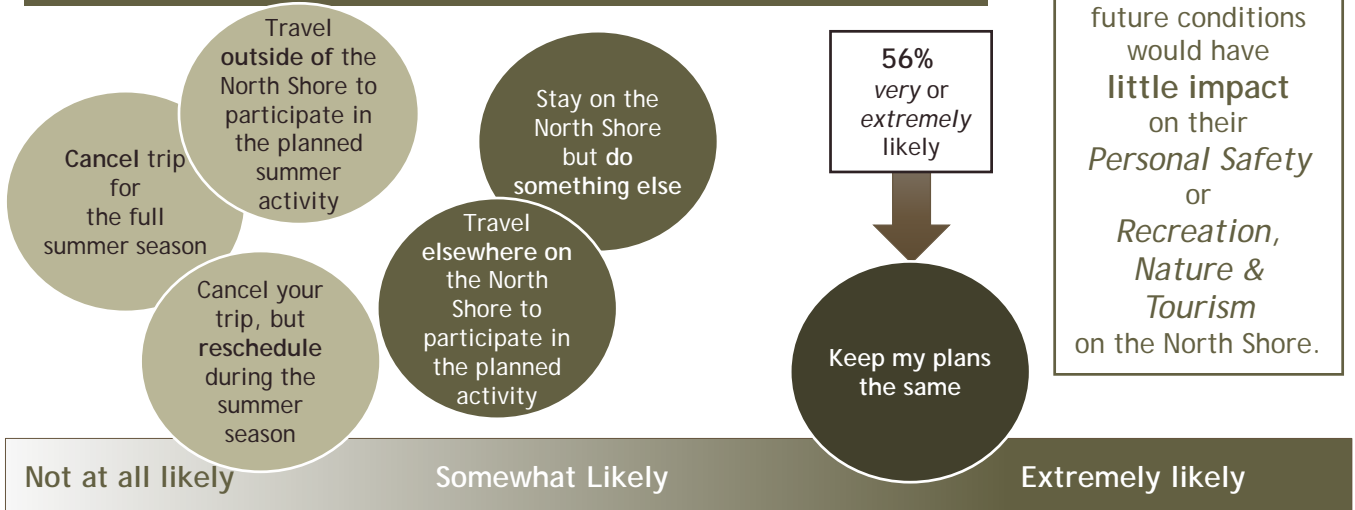 Travel
outside of the
North Shore to
participate in
the planned
summer
activity
Cancel trip
for
the full
summer season
Cancel your
trip, but
reschedule
during the
summer
season
Stay on the
North Shore
but do
something else
Travel
elsewhere on
the North
Shore to
participate in
the planned
activity
56%
very or
extremely
likely
Keep my plans
the same
future conditions
would have
little impact
on their
Personal Safety
or
Recreation,
Nature &
Tourism
on the North Shore.
Not at all likely
Somewhat Likely
Extremely likely